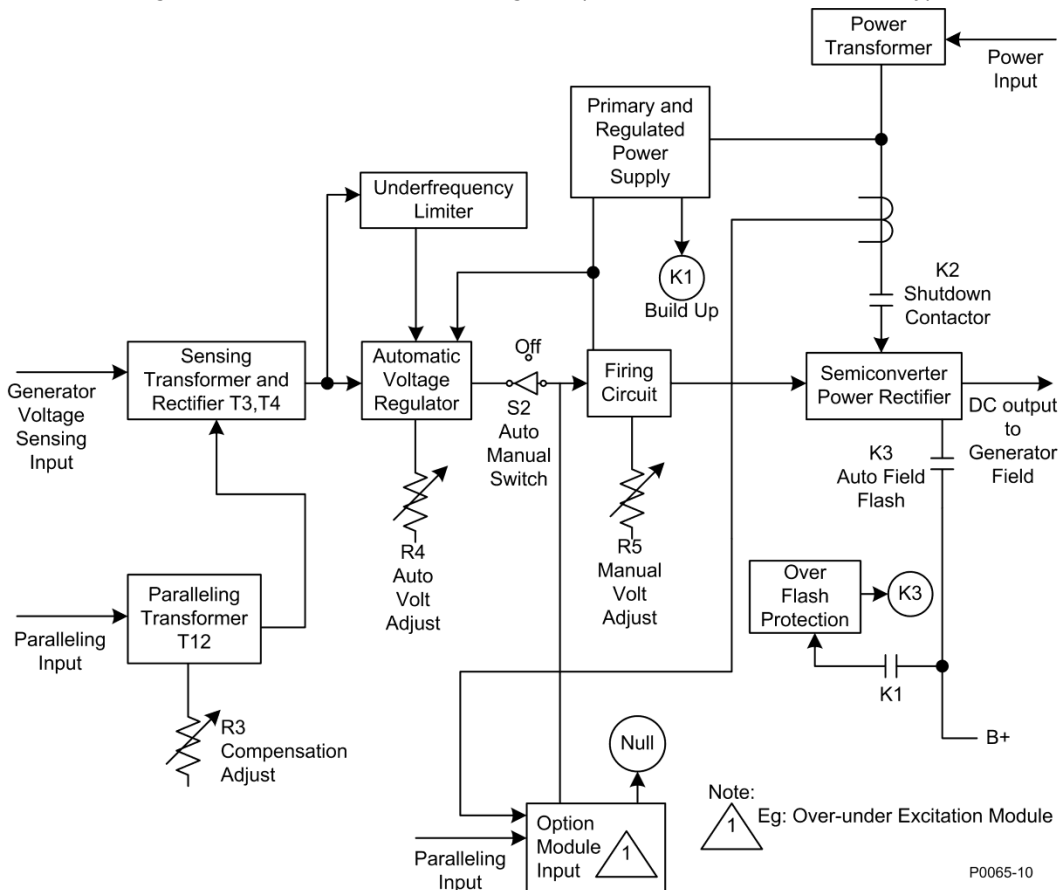 Power
Transformer
Power
Input
Primary and
Regulated
Power
Supply
Underfrequency
Limiter
K1
Build Up
K2
Shutdown
Contactor
Sensing
Transformer and
Rectifier T3,T4
Generator
Voltage
Sensing
Input
Automatic
Voltage
Regulator
Off
S2
Auto
Manual
Switch
Firing
Circuit
Semiconverter
Power Rectifier
DC output
to
Generator
Field
K3
Auto Field
Flash
R4
Auto
Volt
Adjust
R5
Manual
Volt
Adjust
Over
Flash
Protection
K3
K1
B+
Paralleling
Transformer
T12
Paralleling
Input
R3
Compensation
Adjust
Null
Option
Module
Input
1
Paralleling
Input
Note:
1
Eg: Over-under Excitation Module
P0065-10